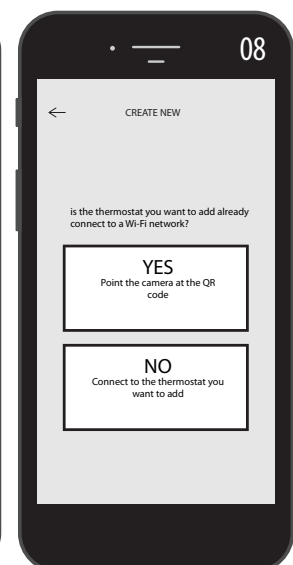 08
CREATE NEW
is the thermostat you want to add already
connect to a Wi-Fi network?
YES
Point the camera at the QR
code
NO
Connect to the thermostat you
want to add